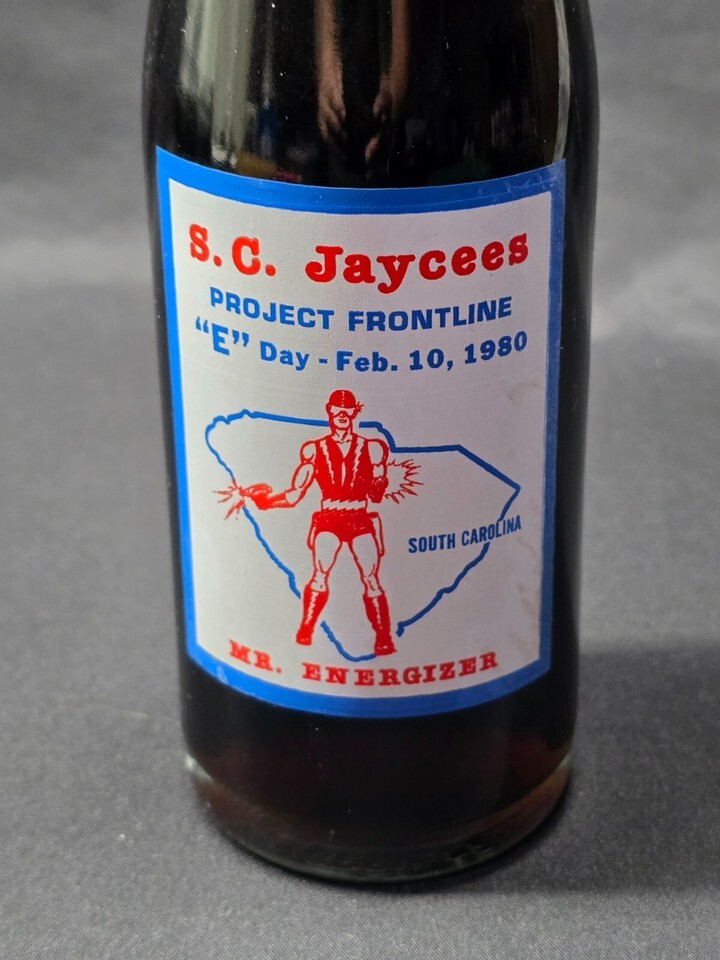 S.C. Jaycees
PROJECT FRONTLINE
“E” Day - Feb. 10, 1980
SOUTH CAROLINA
MR. ENERGIZER